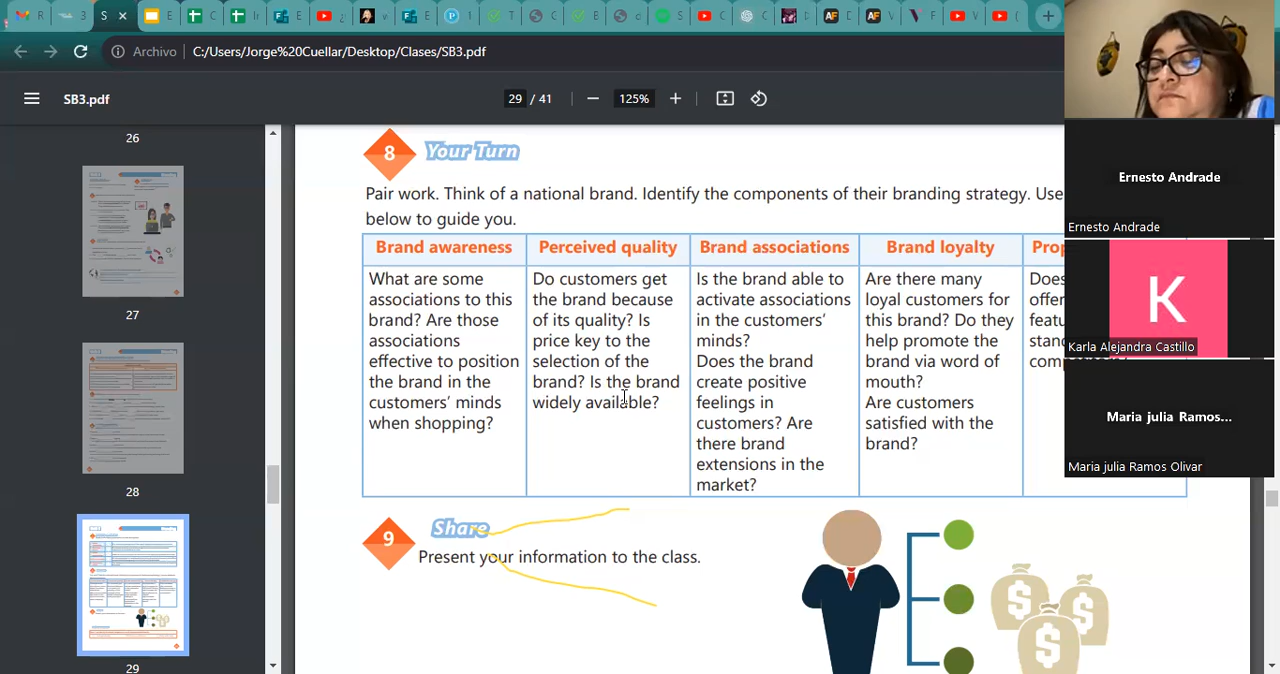 Archivo
C:/Users/Jorge%20Cuellar/Desktop/Clases/SB3.pdf
SB3.pdf
29 / 41
125%
26
27
28
29
8
Your Turn
Pair work. Think of a national brand. Identify the components of their branding strategy. Use
below to guide you.
Brand awareness
What are some
associations to this
brand? Are those
associations
effective to position
the brand in the
customers' minds
when shopping?
Perceived quality
Do customers get
the brand because
of its quality? Is
price key to the
selection of the
brand? Is the brand
widely available?
Brand associations
Is the brand able to
activate associations
in the customers'
minds?
Does the brand
create positive
feelings in
customers? Are
there brand
extensions in the
market?
Brand loyalty
Are there many
loyal customers for
this brand? Do they
help promote the
brand via word of
mouth?
Are customers
satisfied with the
brand?
9
Share
Present your information to the class.
$
$
$
Ernesto Andrade
Ernesto Andrade
K
Karla Alejandra Castillo
Maria julia Ramos...
Maria julia Ramos Olivar